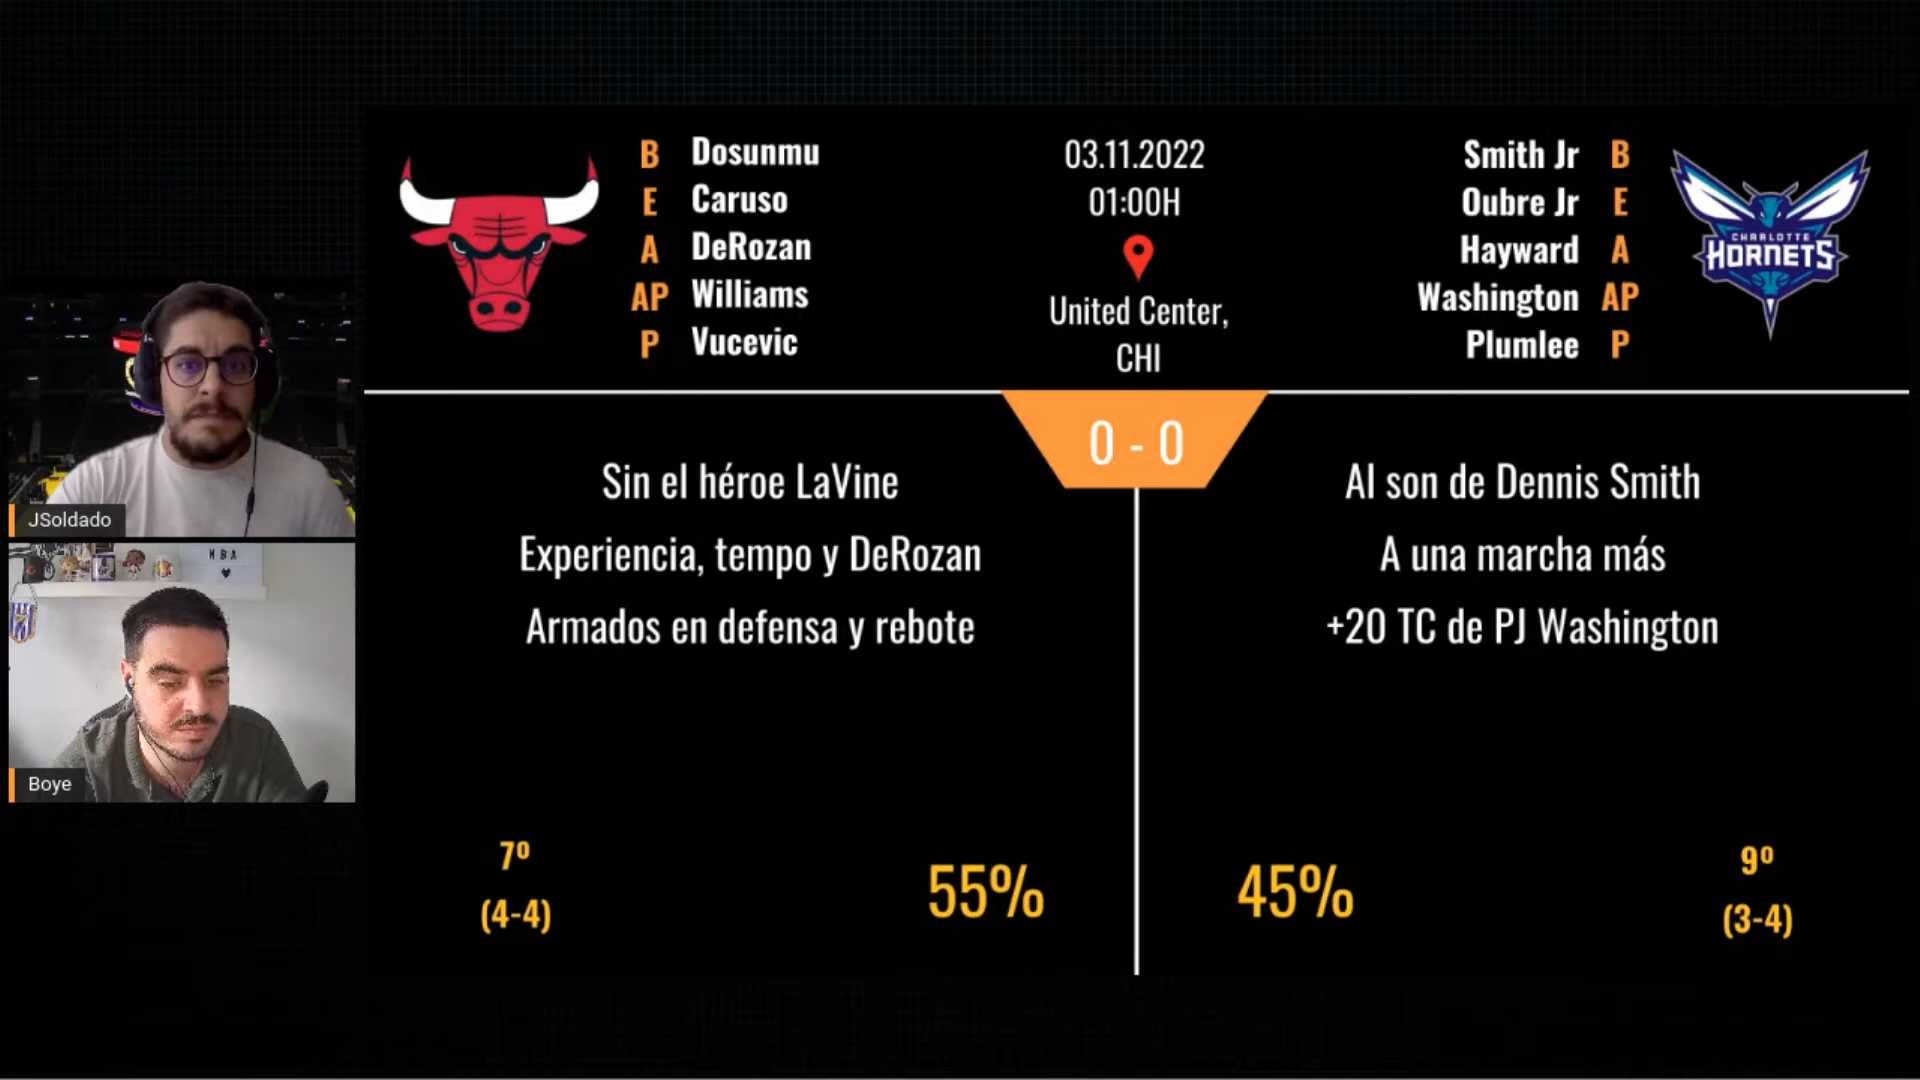 B Dosunmu
E Caruso
A DeRozan
AP Williams
P Vucevic
03.11.2022
01:00H
United Center,
CHI
Smith Jr B
Oubre Jr E
Hayward A
Washington AP
Plumlee P
CHARLOTTE
HORNETS
0 - 0
Sin el héroe LaVine
Experiencia, tempo y DeRozan
Armados en defensa y rebote
Al son de Dennis Smith
A una marcha más
+20 TC de PJ Washington
7º
(4-4)
55%
45%
9º
(3-4)
JSoldado
NBA
Boye